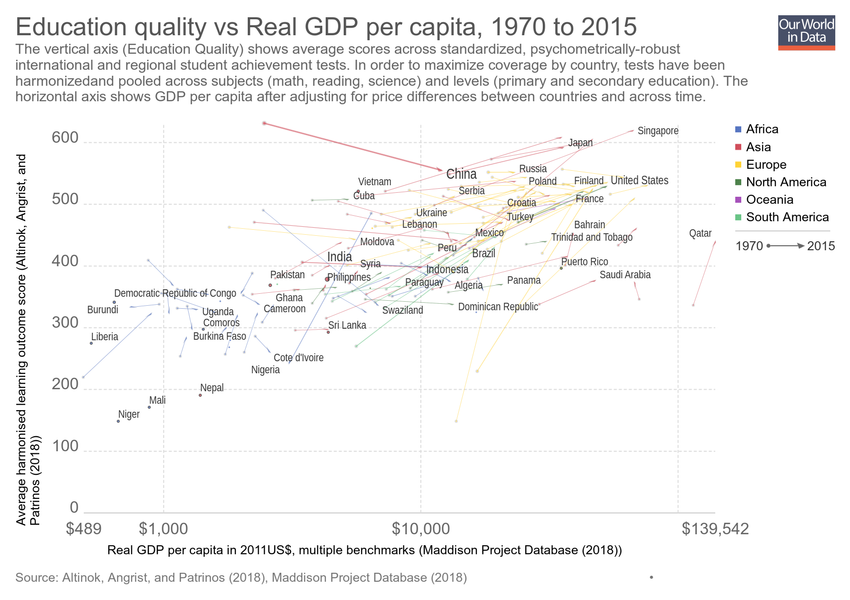 Education quality vs Real GDP per capita, 1970 to 2015
Our World
in Data
The vertical axis (Education Quality) shows average scores across standardized, psychometrically-robust
international and regional student achievement tests. In order to maximize coverage by country, tests have been
harmonizedand pooled across subjects (math, reading, science) and levels (primary and secondary education). The
horizontal axis shows GDP per capita after adjusting for price differences between countries and across time.
Average harmonised learning outcome score (Altinok, Angrist, and
Patrinos (2018))
600
500
400
300
200
100
0
Singapore
Japan
China
Russia
Vietnam
Poland
Finland
United States
Cuba
Serbia
Croatia
France
Ukraine
Turkey
Lebanon
Bahrain
Mexico
Trinidad and Tobago
Qatar
Moldova
Peru
Brazil
India
Syria
Puerto Rico
Indonesia
Pakistan
Philippines
Saudi Arabia
Paraguay
Algeria
Panama
Democratic Republic of Congo
Ghana
Burundi
Uganda
Cameroon
Swaziland
Dominican Republic
Comoros
Sri Lanka
Liberia
Burkina Faso
Cote d'Ivoire
Nigeria
Nepal
Mali
Niger
Africa
Asia
Europe
North America
Oceania
South America
1970
2015
$489
$1,000
$10,000
$139,542
Real GDP per capita in 2011US$, multiple benchmarks (Maddison Project Database (2018))
Source: Altinok, Angrist, and Patrinos (2018), Maddison Project Database (2018)